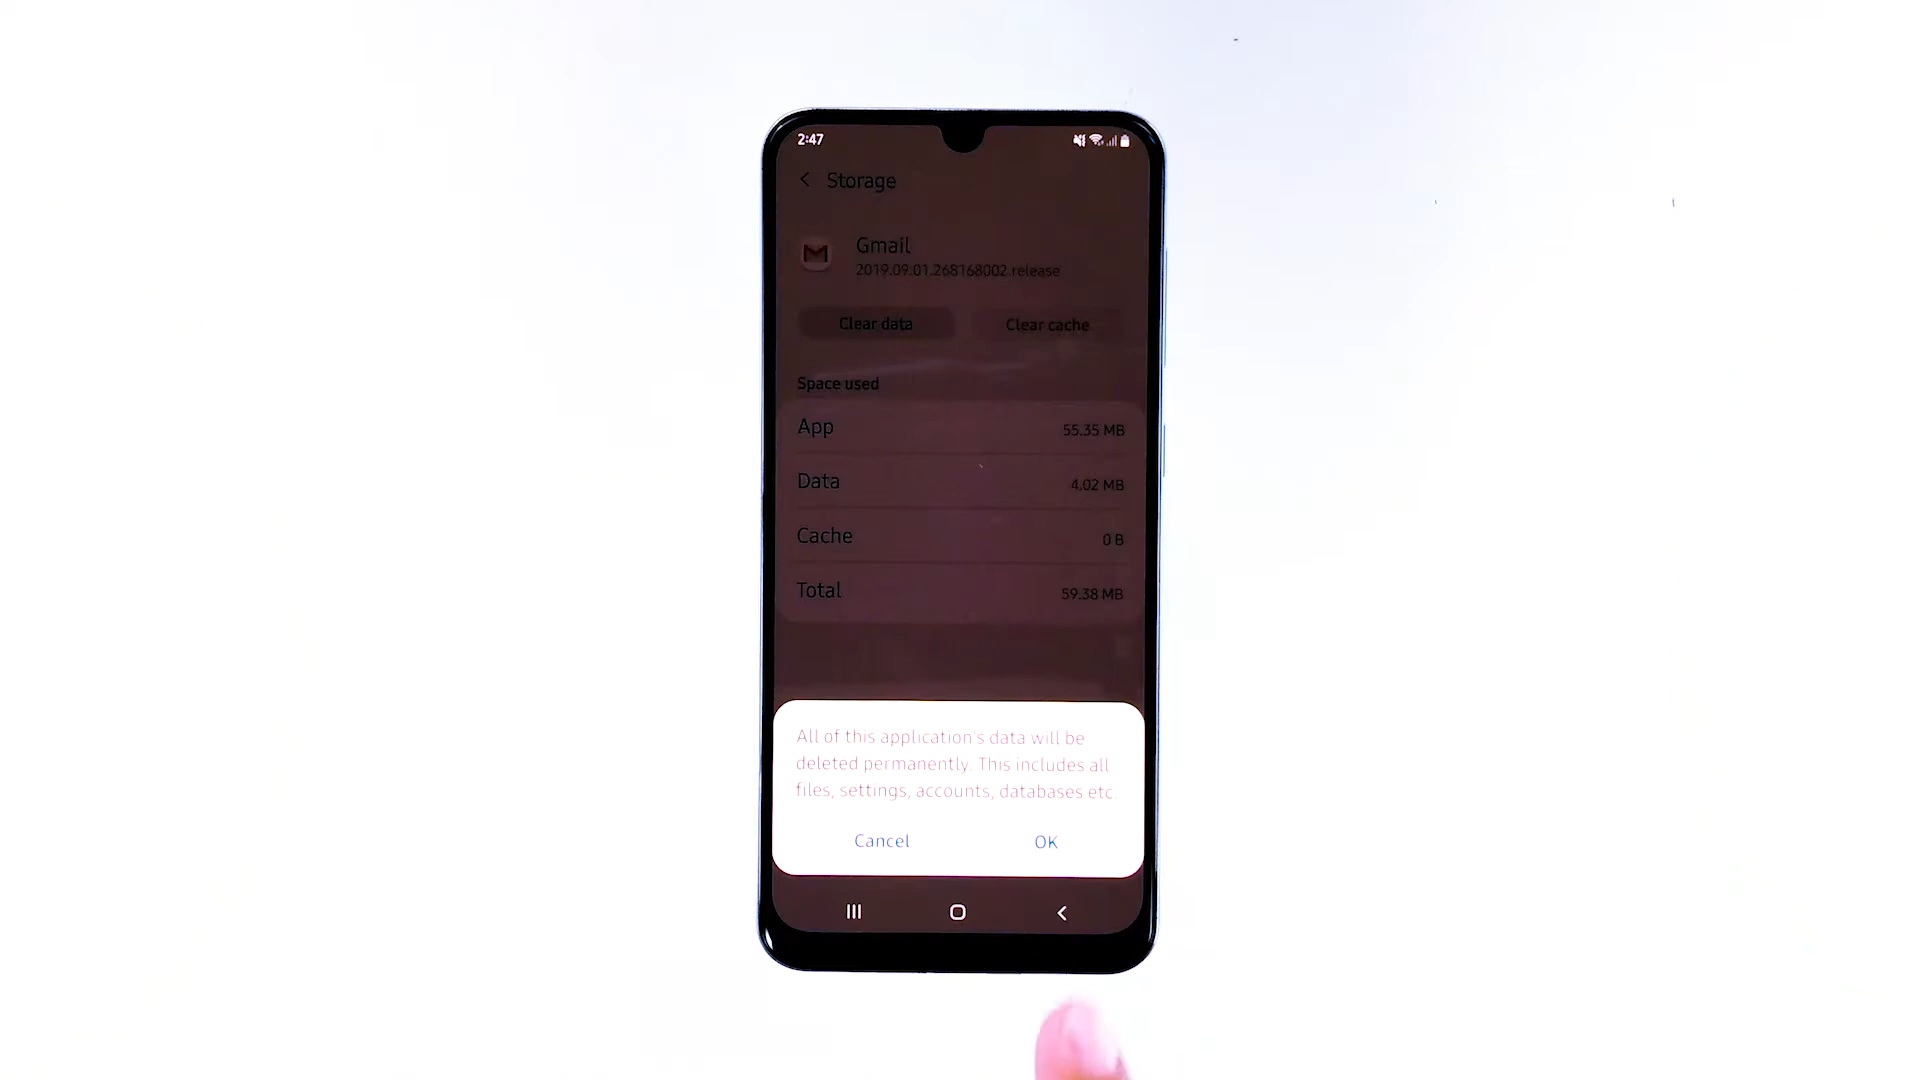 2:47
Storage
Gmail
2019.09.01.268168002.release
Clear data Clear cache
Space used
App 55.35 MB
Data 4.02 MB
Cache 0 B
Total 59.38 MB
All of this application's data will be
deleted permanently. This includes all
files, settings, accounts, databases etc.
Cancel OK